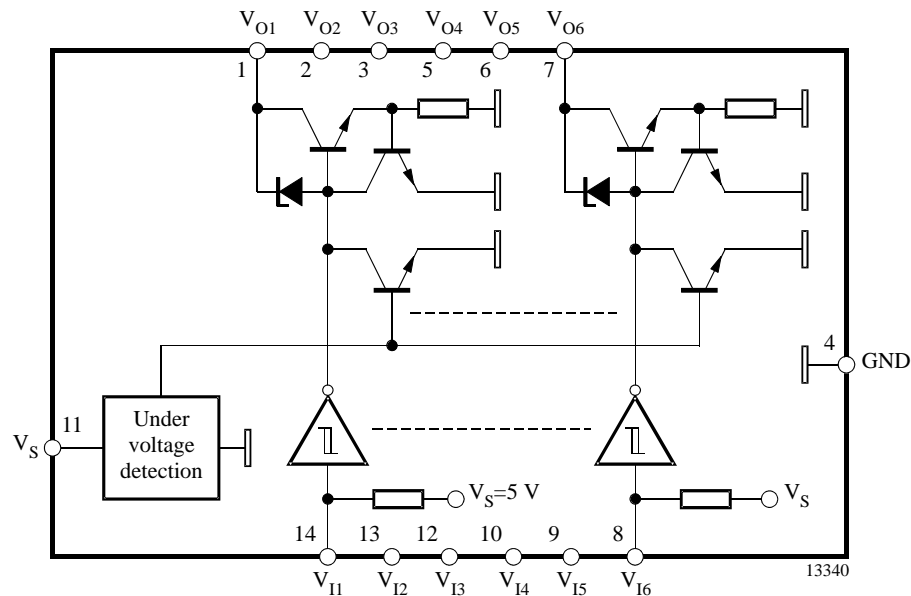 VO1 VO2 VO3 VO4 VO5 VO6
1 2 3 5 6 7
4
GND
11
VS
Under
voltage
detection
VS=5 V
VS
14 13 12 10 9 8
13340
VI1 VI2 VI3 VI4 VI5 VI6